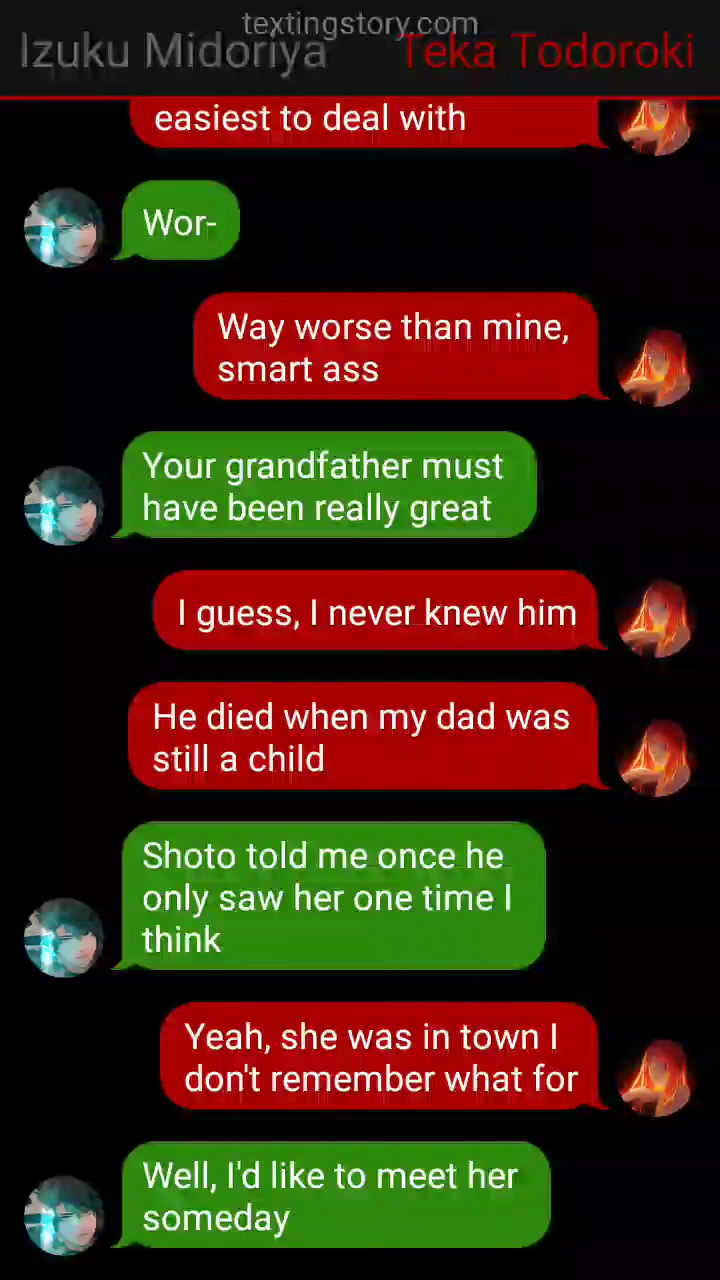 textingstory.com
Izuku Midoriya
Teka Todoroki
easiest to deal with
Wor-
Way worse than mine,
smart ass
Your grandfather must
have been really great
I guess, I never knew him
He died when my dad was
still a child
Shoto told me once he
only saw her one time I
think
Yeah, she was in town I
don't remember what for
Well, I'd like to meet her
someday